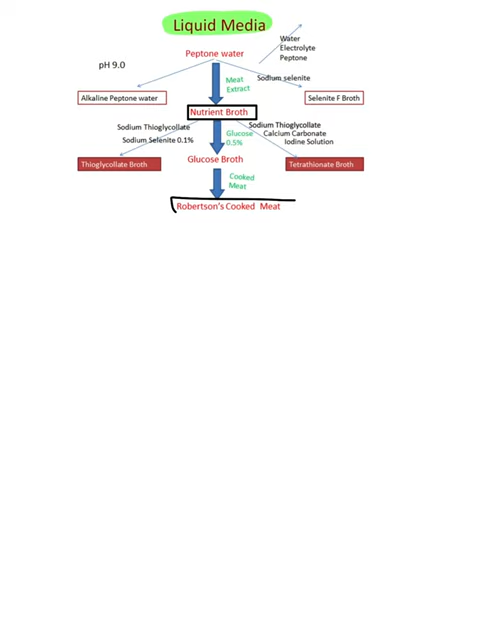 Liquid Media
Water
Electrolyte
Peptone
Peptone water
pH 9.0
Meat
Extract
Sodium selenite
Alkaline Peptone water
Selenite F Broth
Nutrient Broth
Sodium Thioglycollate
Sodium Selenite 0.1%
Glucose
0.5%
Sodium Thioglycollate
Calcium Carbonate
Iodine Solution
Thioglycollate Broth
Glucose Broth
Tetrathionate Broth
Cooked
Meat
Robertson's Cooked Meat